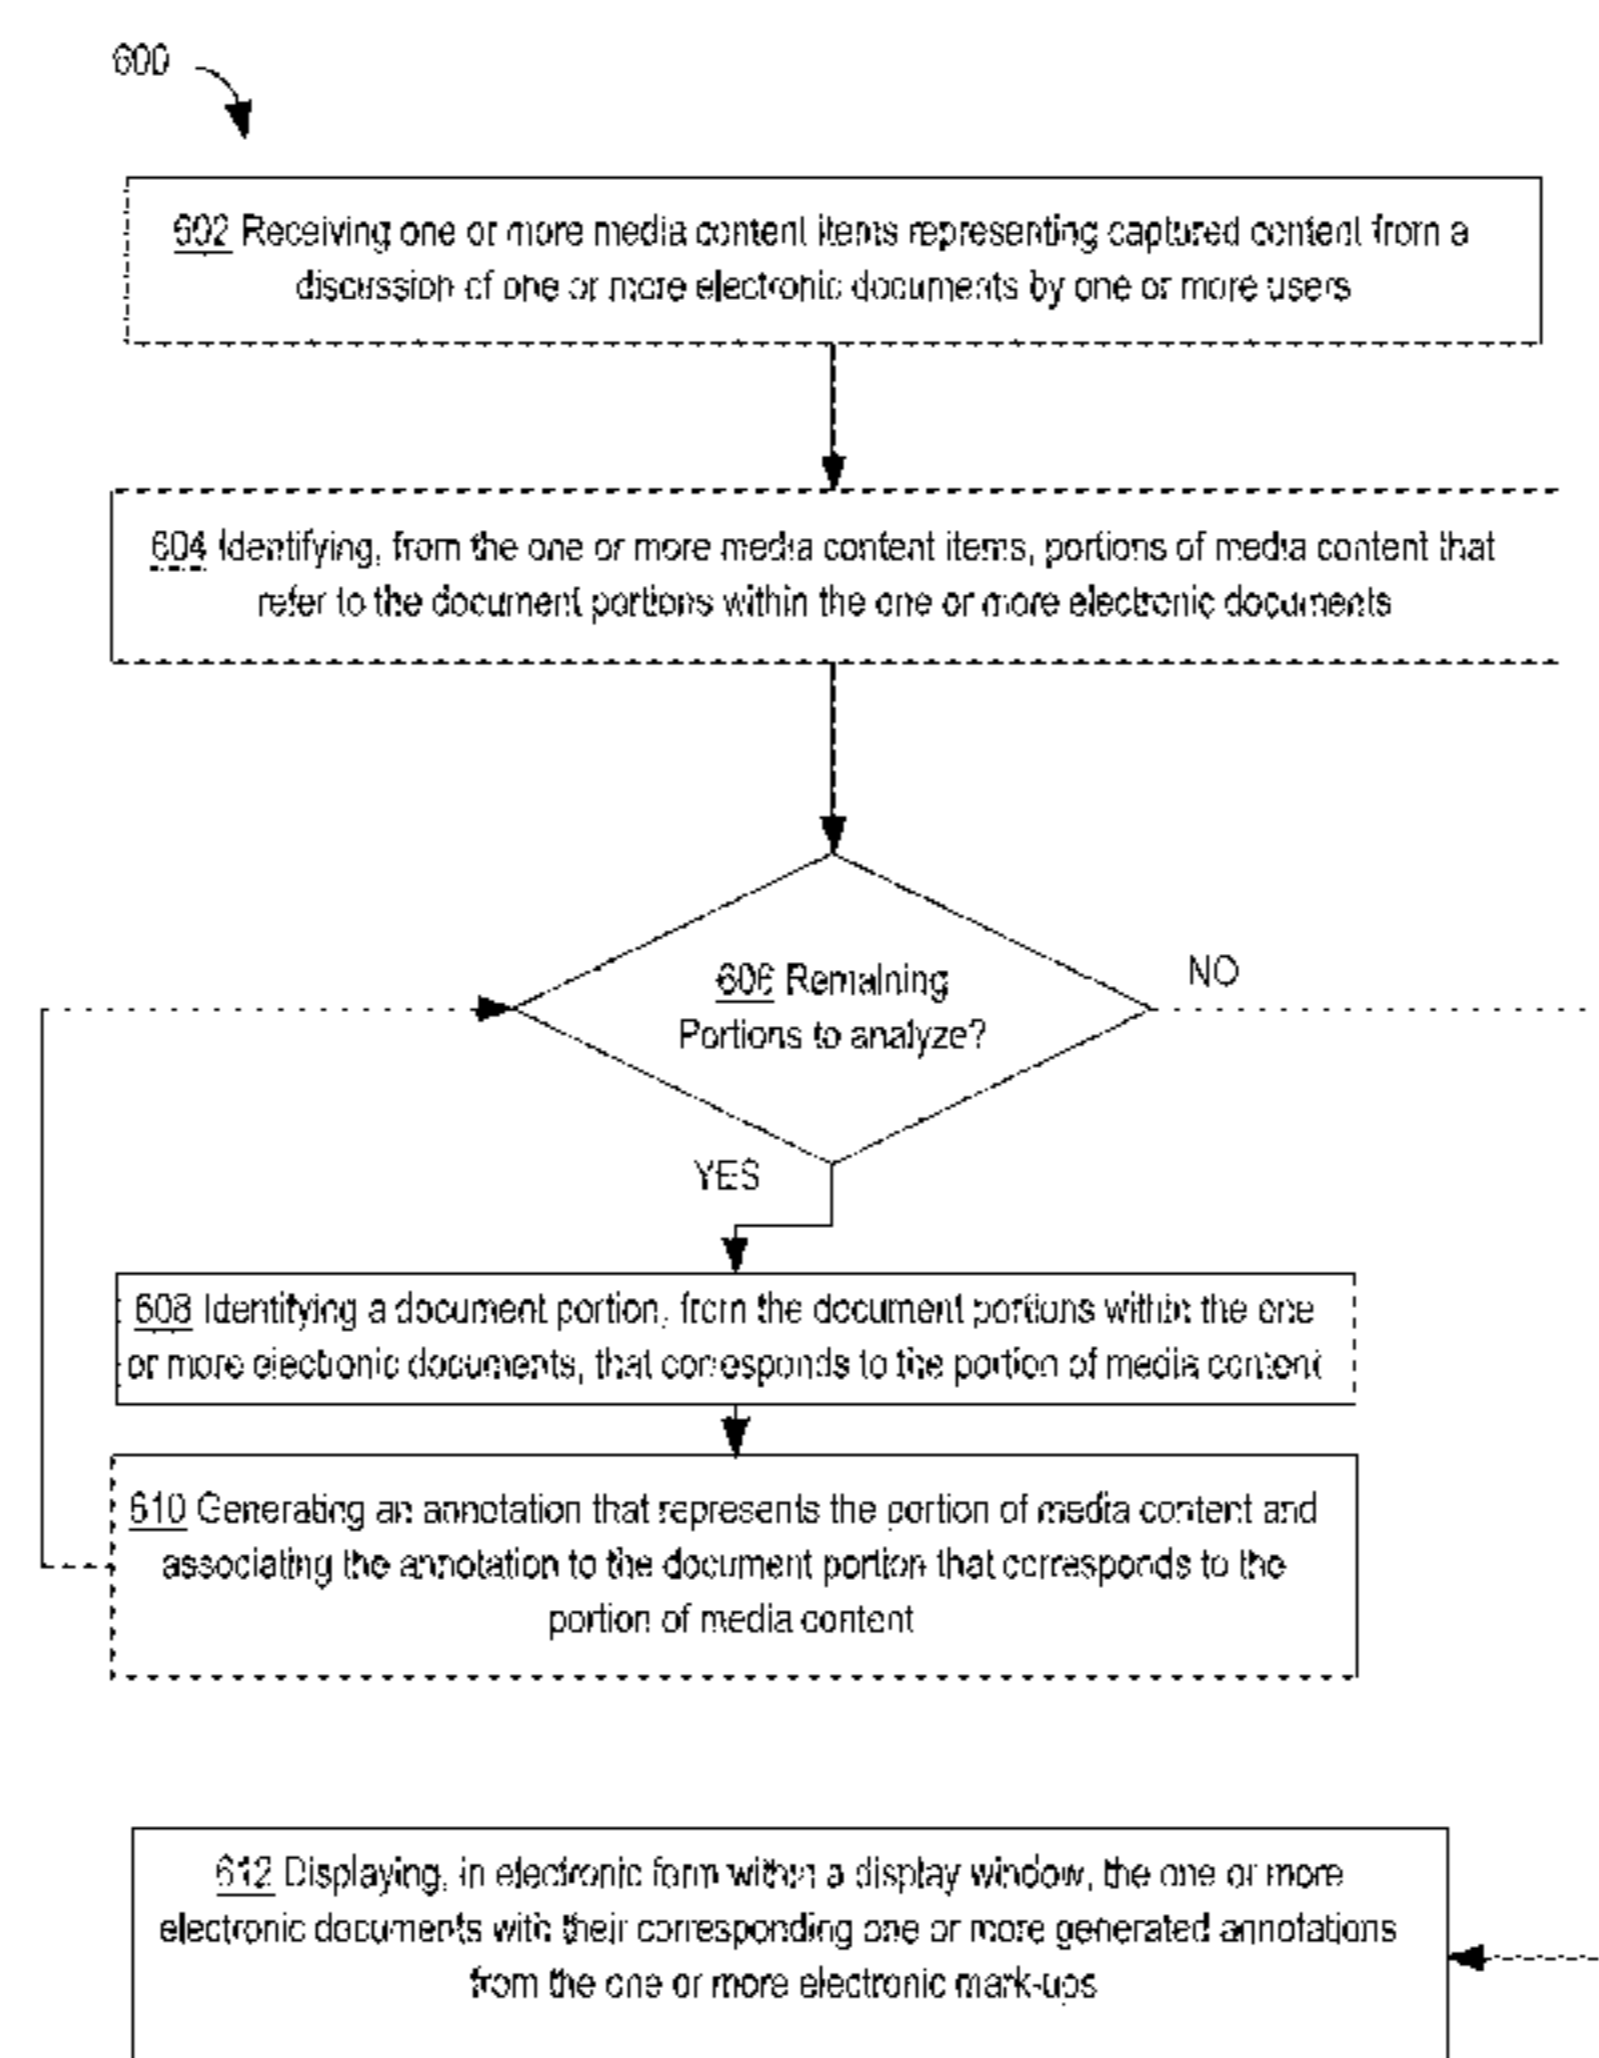 600
602 Receiving one or more media content items representing captured content from a
discussion of one or more electronic documents by one or more users
604 Identifying, from the one or more media content items, portions of media content that
refer to the document portions within the one or more electronic documents
606 Remaining
Portions to analyze?
NO
YES
608 Identifying a document portion, from the document portions within the one
or more electronic documents, that corresponds to the portion of media content
610 Generating an annotation that represents the portion of media content and
associating the annotation to the document portion that corresponds to the
portion of media content
612 Displaying, in electronic form within a display window, the one or more
electronic documents with their corresponding one or more generated annotations
from the one or more electronic mark-ups